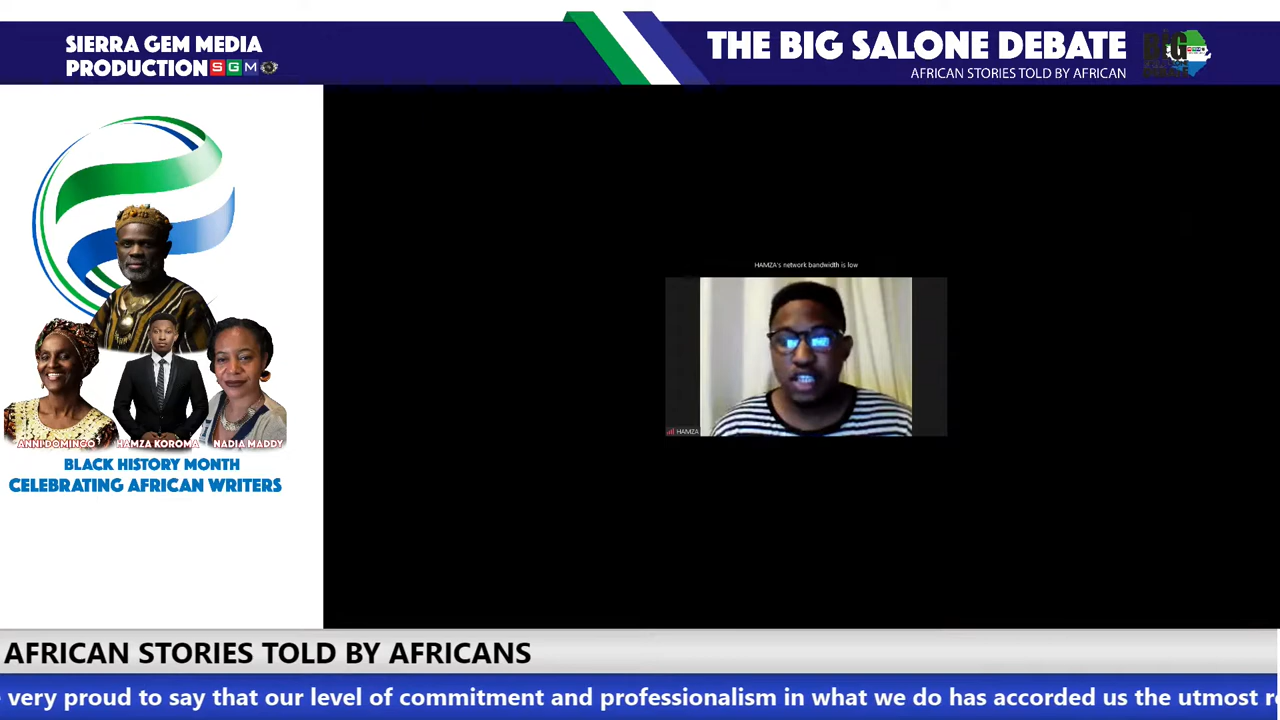 SIERRA GEM MEDIA
PRODUCTION SGM
THE BIG SALONE DEBATE
AFRICAN STORIES TOLD BY AFRICAN
BIG
HAMZA's network bandwidth is low
HAMZA
ANNI DOMINGO
HAMZA KOROMA
NADIA MADDY
BLACK HISTORY MONTH
CELEBRATING AFRICAN WRITERS
AFRICAN STORIES TOLD BY AFRICANS
very proud to say that our level of commitment and professionalism in what we do has accorded us the utmost